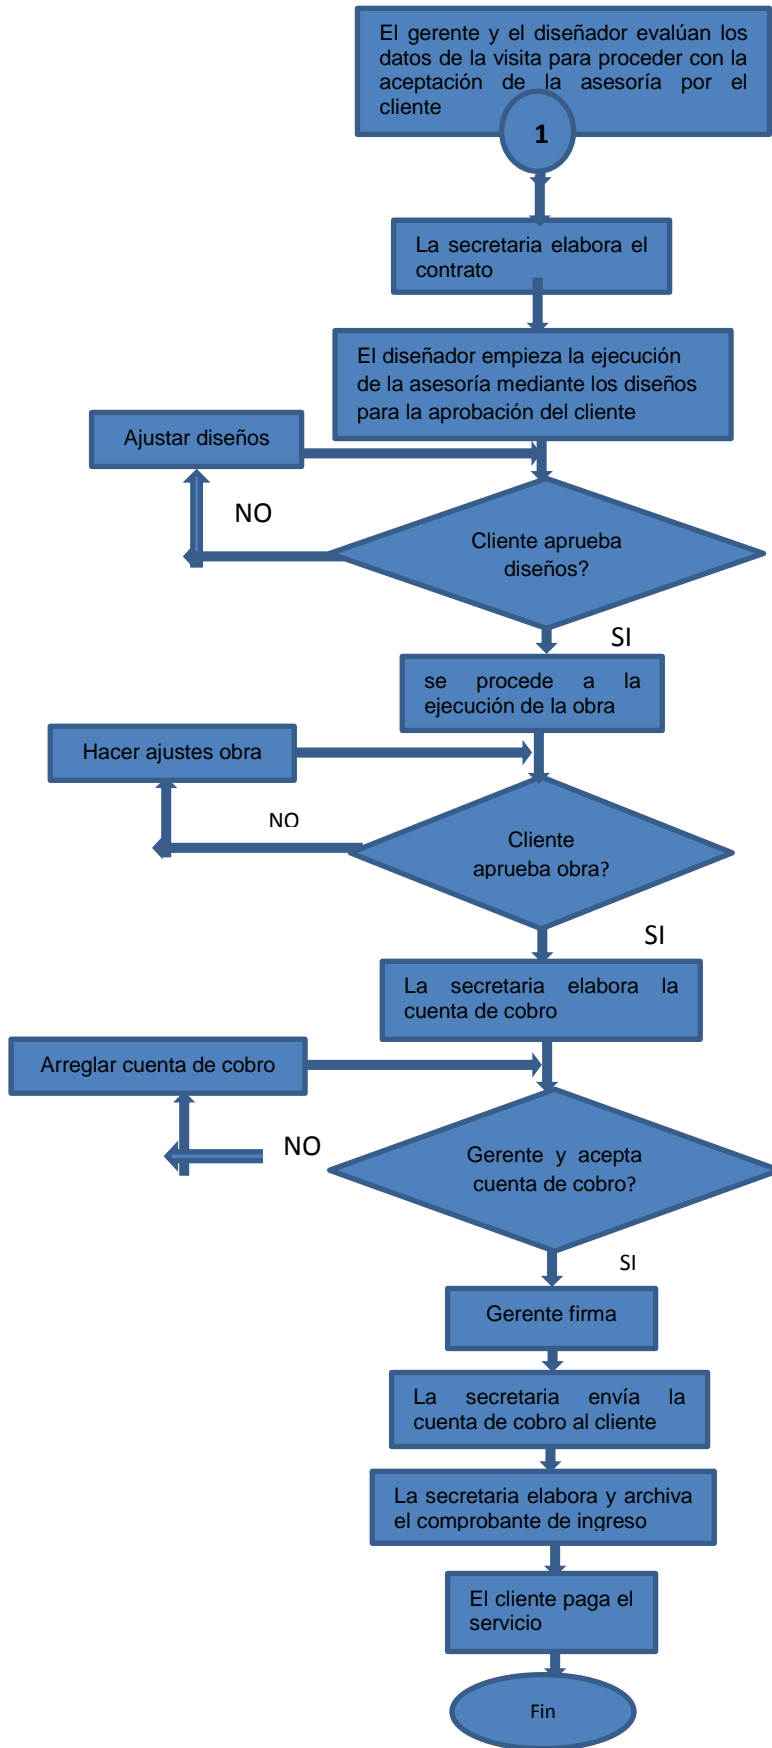 El gerente y el diseñador evalúan los
datos de la visita para proceder con la
aceptación de la asesoría por el
cliente
1
La secretaria elabora el
contrato
El diseñador empieza la ejecución
de la asesoría mediante los diseños
para la aprobación del cliente
Ajustar diseños
NO
Cliente aprueba
diseños?
SI
se procede a la
ejecución de la obra
Hacer ajustes obra
NO
Cliente
aprueba obra?
SI
La secretaria elabora la
cuenta de cobro
Arreglar cuenta de cobro
NO
Gerente y acepta
cuenta de cobro?
SI
Gerente firma
La secretaria envía la
cuenta de cobro al cliente
La secretaria elabora y archiva
el comprobante de ingreso
El cliente paga el
servicio
Fin